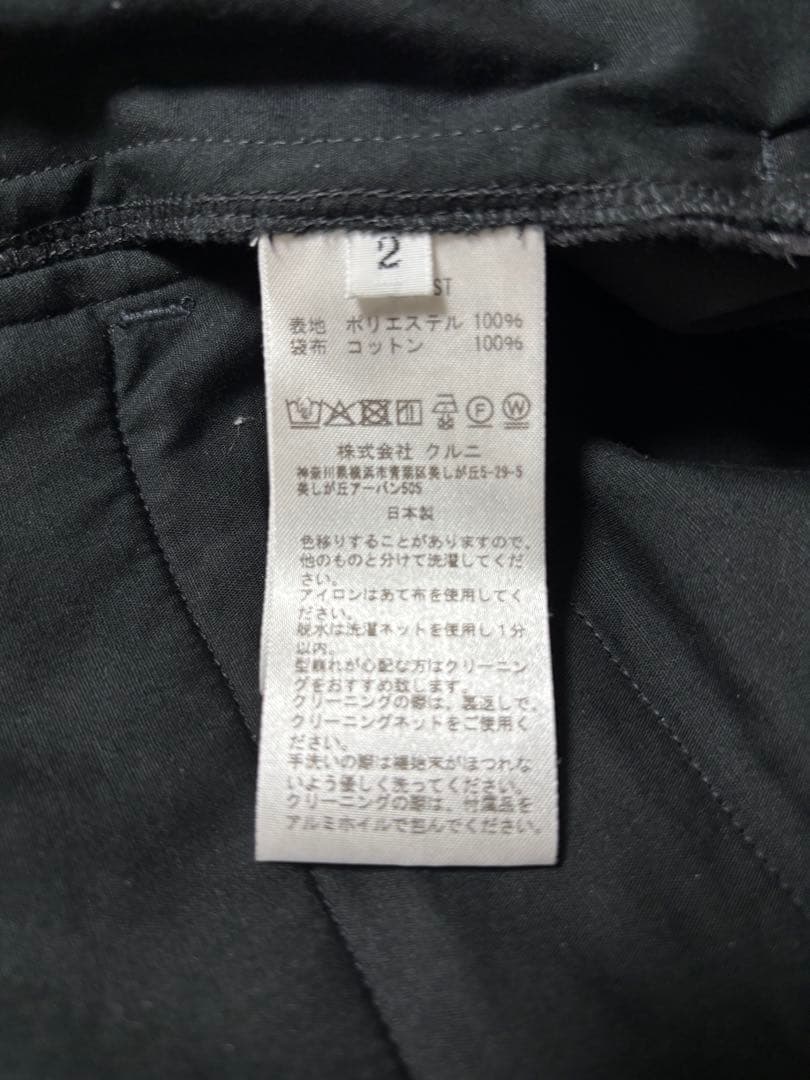 2
ST
表地 ポリエステル 100%
袋布 コットン 100%
F W
株式会社 クルニ
神奈川県横浜市青葉区美しが丘5-29-5
美しが丘アーバン505
日本製
色移りすることがありますので、
他のものと分けて洗濯してくだ
さい。
アイロンはあて布を使用してく
ださい。
脱水は洗濯ネットを使用し1分
以内。
型崩れが心配な方はクリーニン
グをおすすめ致します。
クリーニングの際は、裏返しで、
クリーニングネットをご使用く
ださい。
手洗いの際は縫始末がほつれな
いよう優しく洗ってください。
クリーニングの際は、付属品を
アルミホイルで包んでください。